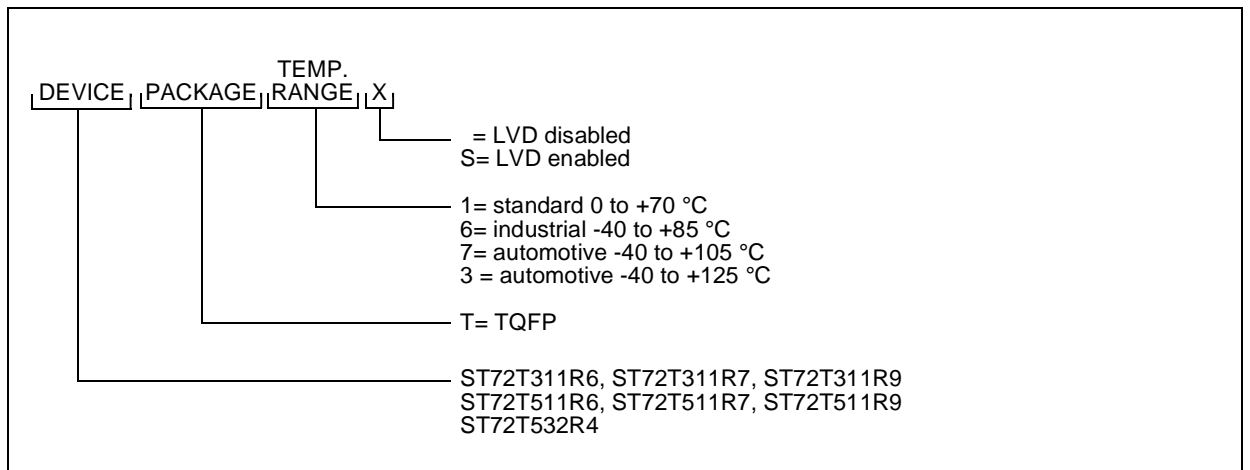 TEMP.
DEVICE PACKAGE RANGE X
= LVD disabled
S= LVD enabled
1= standard 0 to +70 °C
6= industrial -40 to +85 °C
7= automotive -40 to +105 °C
3 = automotive -40 to +125 °C
T= TQFP
ST72T311R6, ST72T311R7, ST72T311R9
ST72T511R6, ST72T511R7, ST72T511R9
ST72T532R4